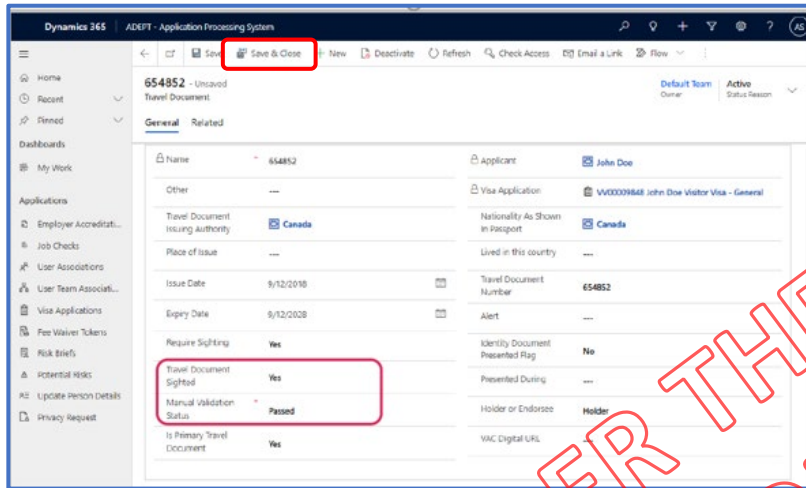 Dynamics 365 ADEPT - Application Processing System AS
Save Save & Close New Deactivate Refresh Check Access Email a Link Flow
Home
Recent
Pinned
Dashboards
My Work
Applications
Employer Accreditati...
Job Checks
User Associations
User Team Associati...
Visa Applications
Fee Waiver Tokens
Risk Briefs
Potential Risks
Update Person Details
Privacy Request
654852 - Unsaved
Travel Document
Default Team
Owner
Active
Status Reason
General Related
Name * 654852
Other ---
Travel Document
Issuing Authority Canada
Place of Issue ---
Issue Date 9/12/2018
Expiry Date 9/12/2028
Require Sighting Yes
Travel Document
Sighted Yes
Manual Validation
Status * Passed
Is Primary Travel
Document Yes
Applicant John Doe
Visa Application VV00009848 John Doe Visitor Visa - General
Nationality As Shown
In Passport Canada
Lived in this country ---
Travel Document
Number 654852
Alert ---
Identity Document
Presented Flag No
Presented During ---
Holder or Endorsee Holder
VAC Digital URL ---
THE